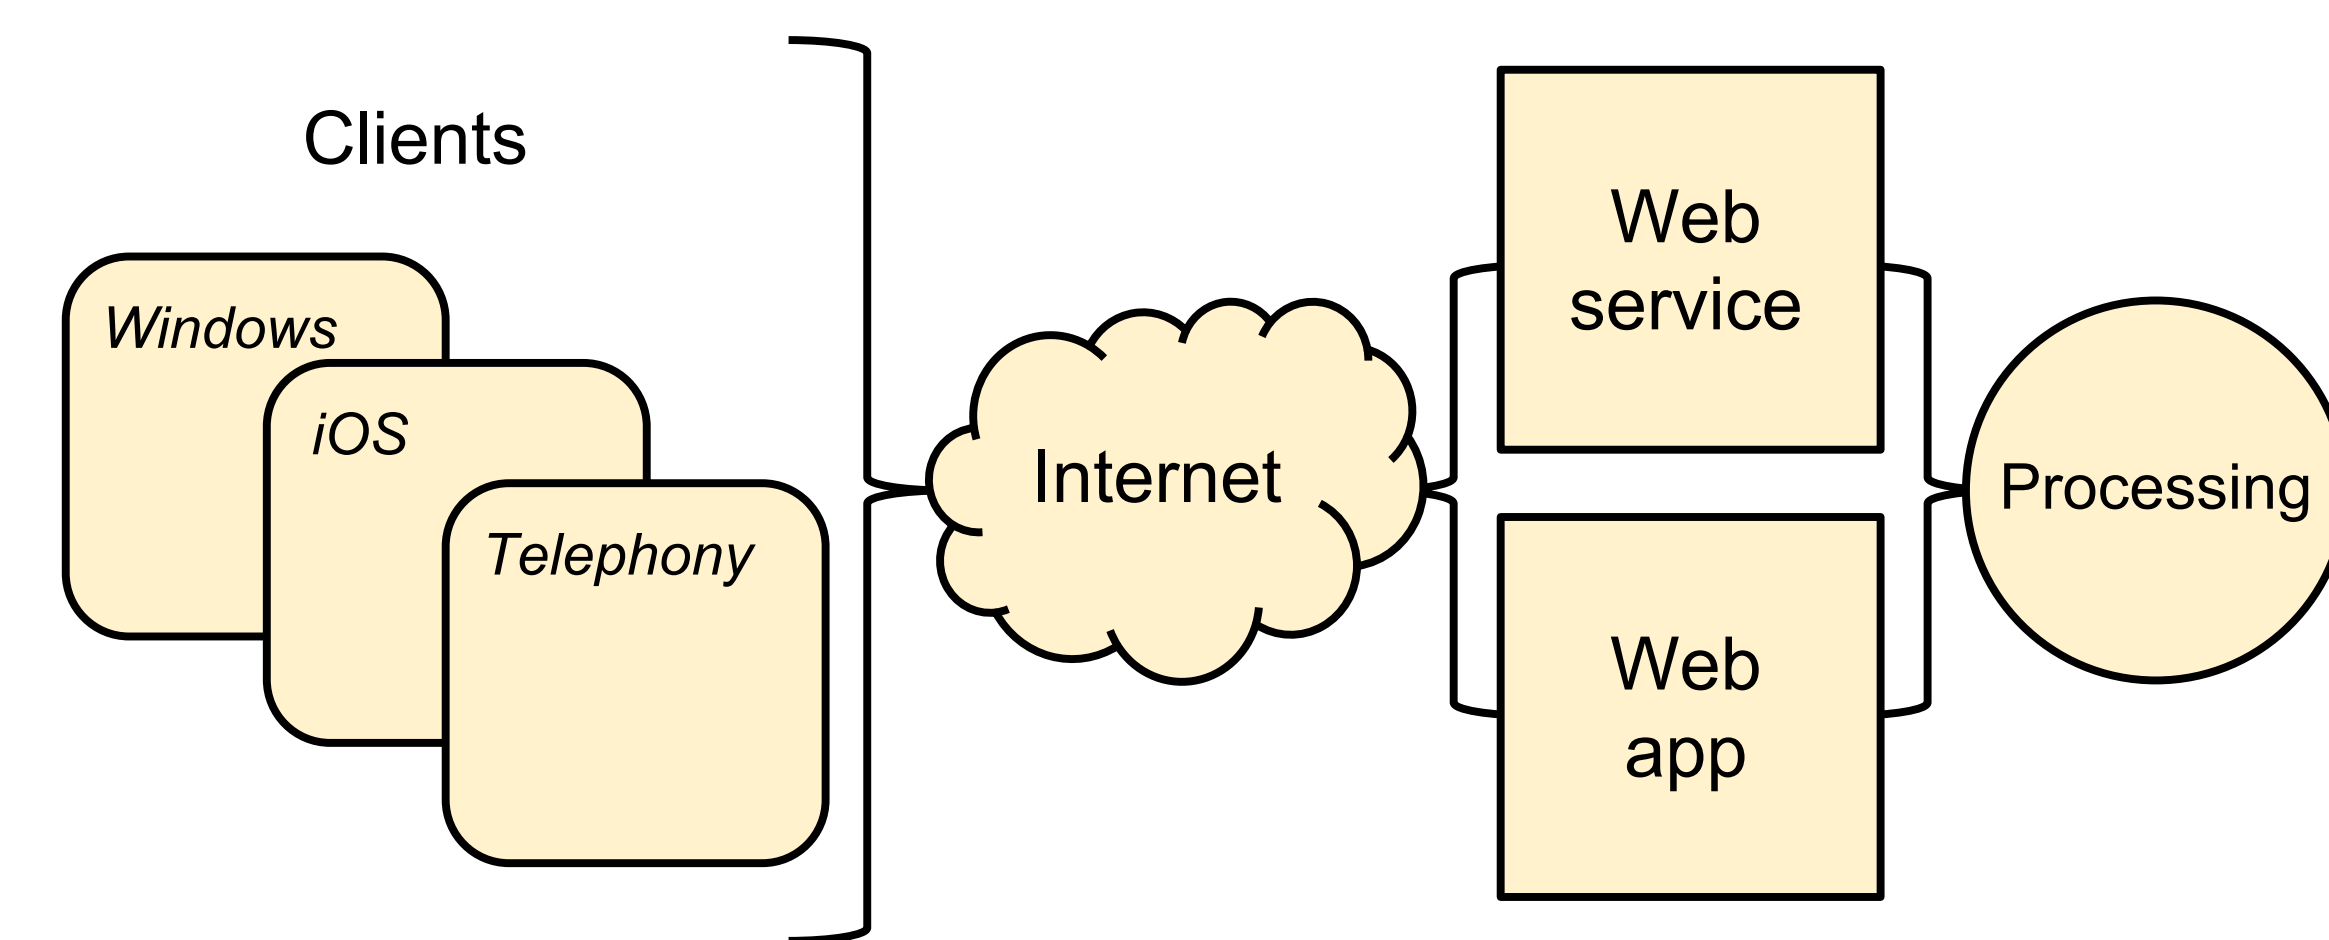 Clients
Windows
iOS
Telephony
Internet
Web
service
Web
app
Processing